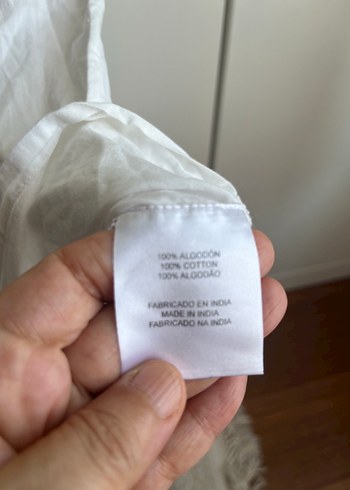 100% ALGODÓN
100% COTTON
100% ALGODÃO
FABRICADO EN INDIA
MADE IN INDIA
FABRICADO NA INDIA